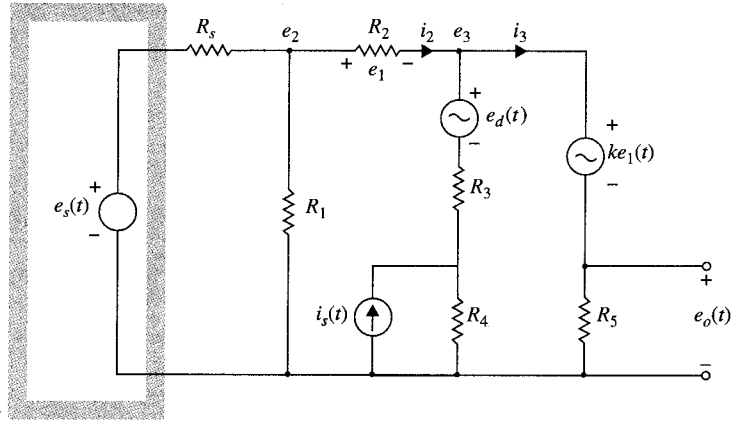 R_s e_2 R_2 i_2 e_3 i_3
+ e_1 −
+ e_d(t) −
+ ke_1(t) −
R_3
+ e_s(t) −
R_1
i_s(t) R_4 R_5
+ e_o(t) −